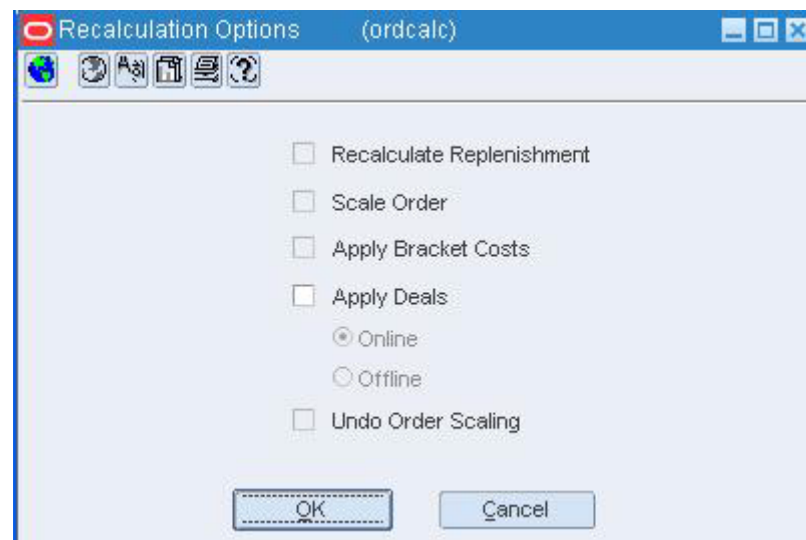 Recalculation Options (ordcalc)
Recalculate Replenishment
Scale Order
Apply Bracket Costs
Apply Deals
Online
Offline
Undo Order Scaling
OK Cancel